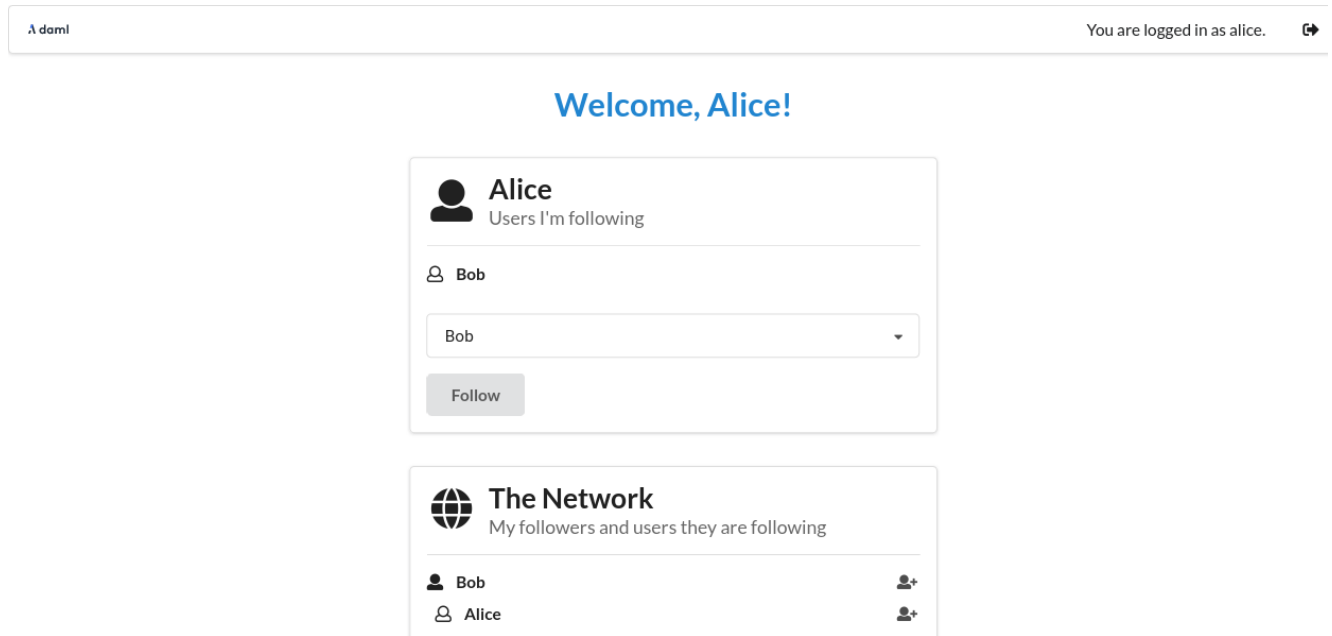 daml
You are logged in as alice.
Welcome, Alice!
Alice
Users I'm following
Bob
Bob
Follow
The Network
My followers and users they are following
Bob
Alice